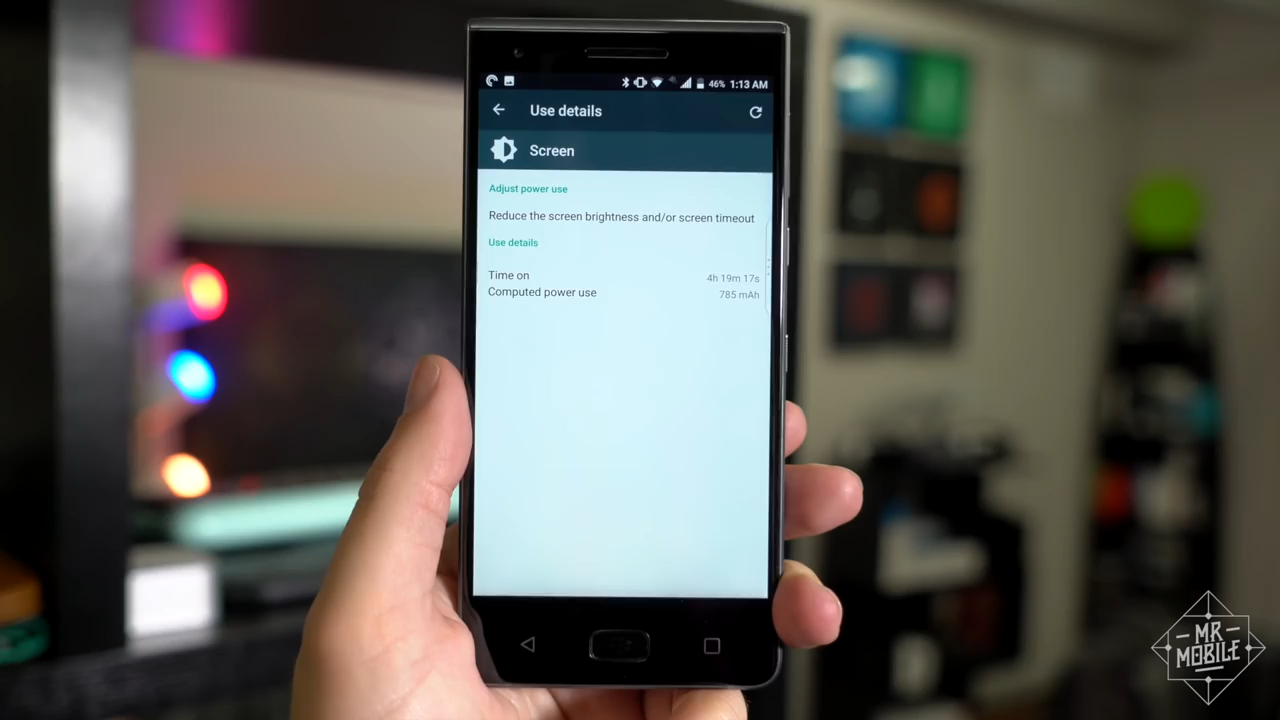 46% 1:13 AM
Use details
Screen
Adjust power use
Reduce the screen brightness and/or screen timeout
Use details
Time on 4h 19m 17s
Computed power use 785 mAh
MR
MOBILE